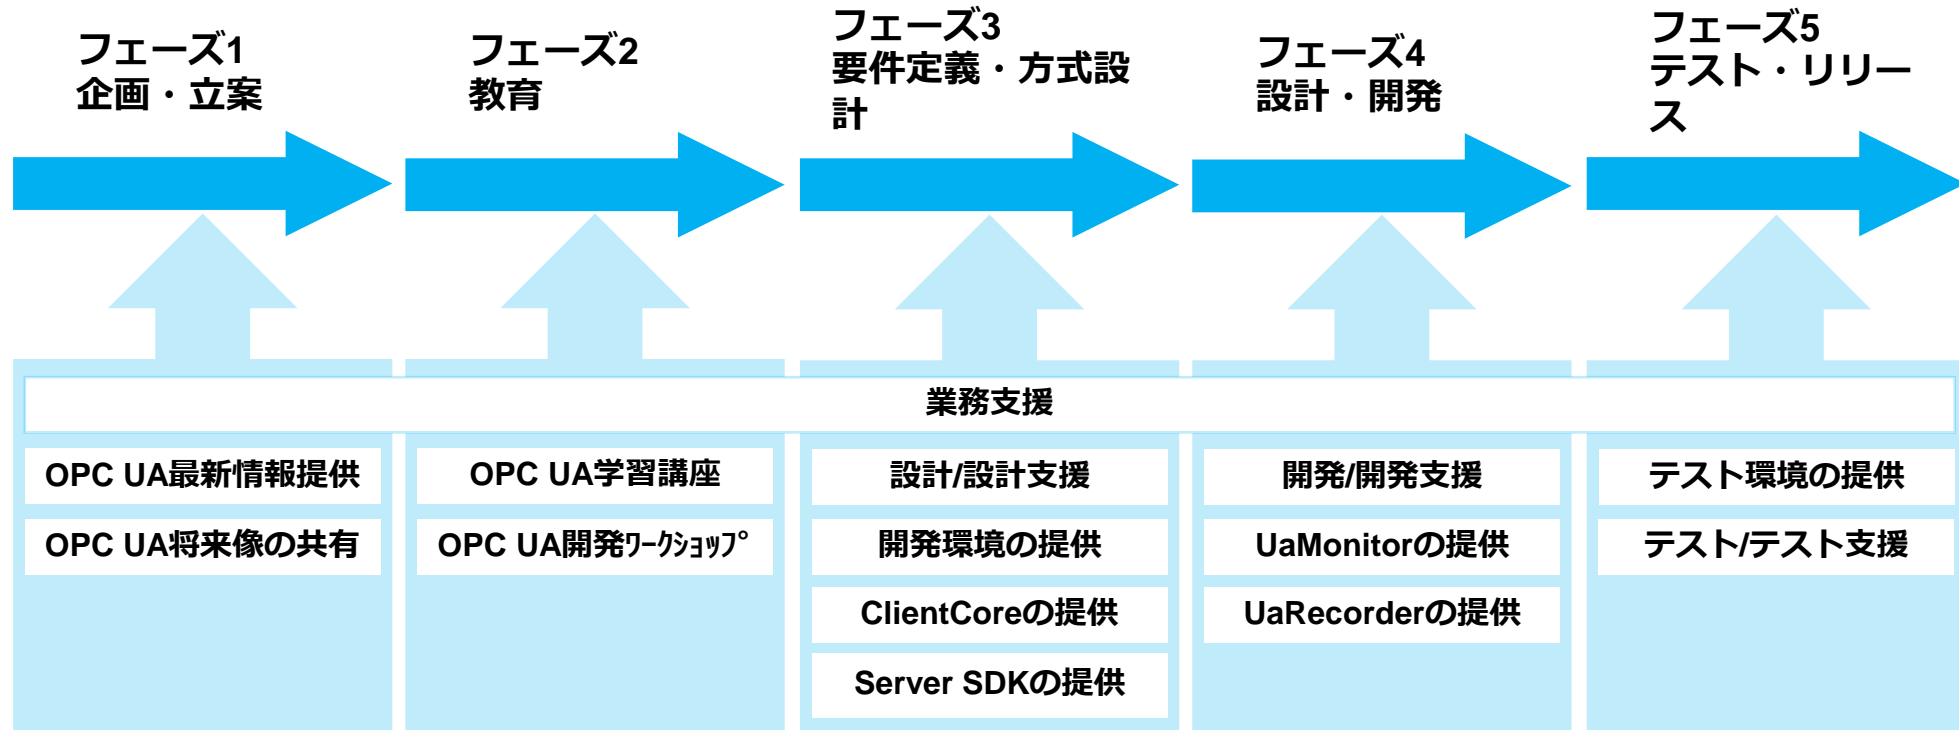 フェーズ1
企画・立案
フェーズ2
教育
フェーズ3
要件定義・方式設
計
フェーズ4
設計・開発
フェーズ5
テスト・リリー
ス
業務支援
OPC UA最新情報提供
OPC UA将来像の共有
OPC UA学習講座
OPC UA開発ﾜｰｸｼｮｯﾌﾟ
設計/設計支援
開発環境の提供
ClientCoreの提供
Server SDKの提供
開発/開発支援
UaMonitorの提供
UaRecorderの提供
テスト環境の提供
テスト/テスト支援